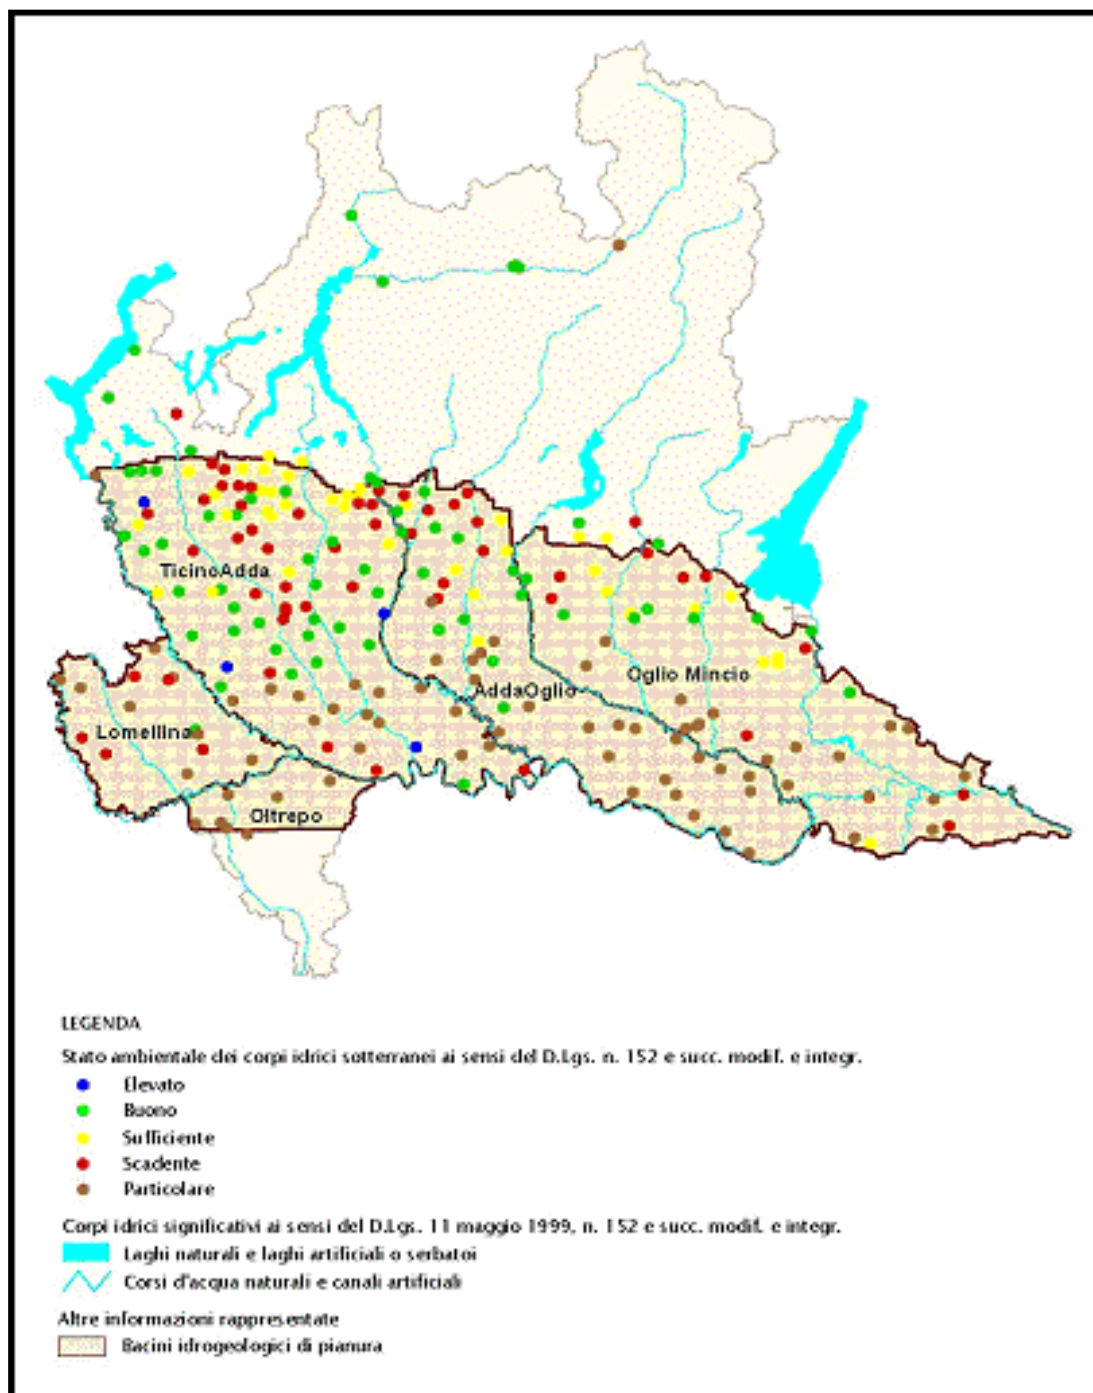 TicinoAdda
AddaOglio
Oglio Mincio
Lomellina
Oltrepo
LEGENDA
Stato ambientale dei corpi idrici sotterranei ai sensi del D.Lgs. n. 152 e succ. modif. e integr.
Elevato
Buono
Sufficiente
Scadente
Particolare
Corpi idrici significativi ai sensi del D.Lgs. 11 maggio 1999, n. 152 e succ. modif. e integr.
Laghi naturali e laghi artificiali o serbatoi
Corsi d'acqua naturali e canali artificiali
Altre informazioni rappresentate
Bacini idrogeologici di pianura